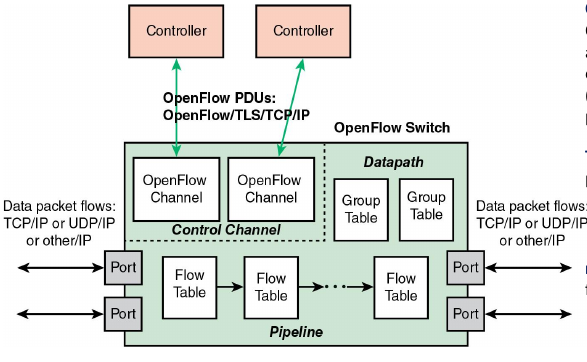 Controller
Controller
OpenFlow PDUs:
OpenFlow/TLS/TCP/IP
OpenFlow Switch
Datapath
OpenFlow
Channel
OpenFlow
Channel
Group
Table
Group
Table
Control Channel
Data packet flows:
TCP/IP or UDP/IP
or other/IP
Data packet flows:
TCP/IP or UDP/IP
or other/IP
Port
Port
Flow
Table
Flow
Table
Flow
Table
Port
Port
Pipeline